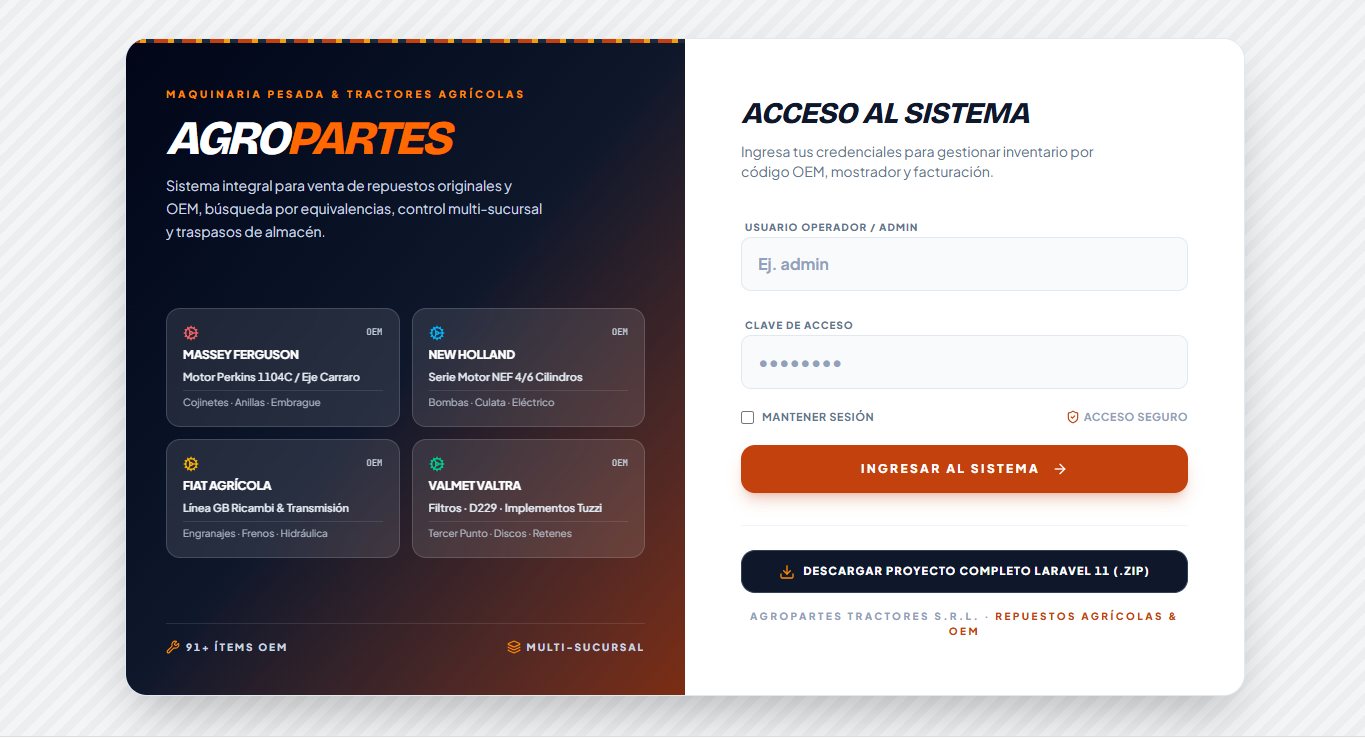 MAQUINARIA PESADA & TRACTORES AGRÍCOLAS
AGROPARTES
Sistema integral para venta de repuestos originales y
OEM, búsqueda por equivalencias, control multi-sucursal
y traspasos de almacén.
OEM
MASSEY FERGUSON
Motor Perkins 1104C / Eje Carraro
Cojinetes · Anillas · Embrague
OEM
NEW HOLLAND
Serie Motor NEF 4/6 Cilindros
Bombas · Culata · Eléctrico
OEM
FIAT AGRÍCOLA
Línea GB Ricambi & Transmisión
Engranajes · Frenos · Hidráulica
OEM
VALMET VALTRA
Filtros · D229 · Implementos Tuzzi
Tercer Punto · Discos · Retenes
91+ ÍTEMS OEM
MULTI-SUCURSAL
ACCESO AL SISTEMA
Ingresa tus credenciales para gestionar inventario por
código OEM, mostrador y facturación.
USUARIO OPERADOR / ADMIN
Ej. admin
CLAVE DE ACCESO
••••••••
MANTENER SESIÓN
ACCESO SEGURO
INGRESAR AL SISTEMA →
DESCARGAR PROYECTO COMPLETO LARAVEL 11 (.ZIP)
AGROPARTES TRACTORES S.R.L. · REPUESTOS AGRÍCOLAS &
OEM